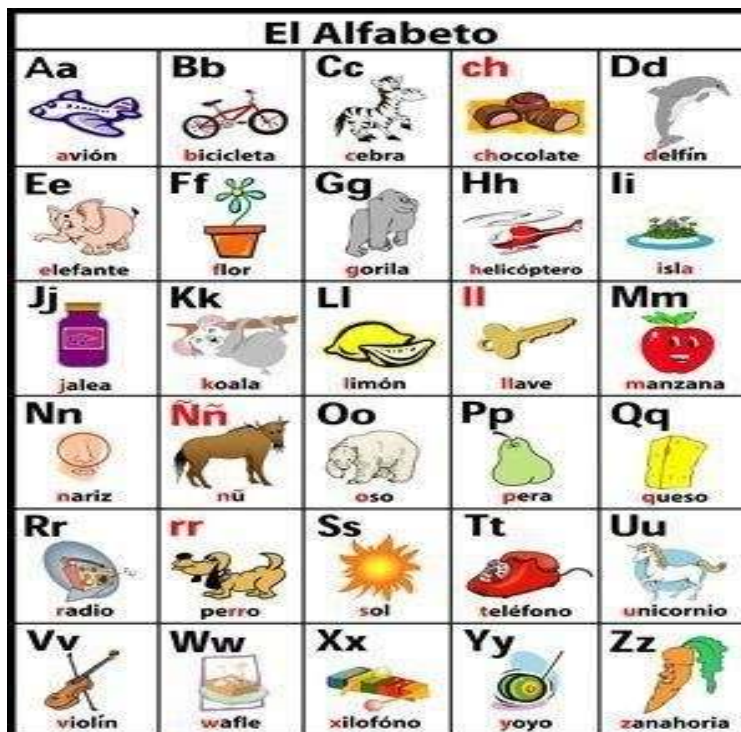 El Alfabeto
Aa Bb Cc ch Dd
avión bicicleta cebra chocolate delfín
Ee Ff Gg Hh Ii
elefante flor gorila helicóptero isla
Jj Kk Ll ll Mm
jalea koala limón llave manzana
Nn Ññ Oo Pp Qq
nariz nū oso pera queso
Rr rr Ss Tt Uu
radio perro sol teléfono unicornio
Vv Ww Xx Yy Zz
violín wafle xilofóno yoyo zanahoria